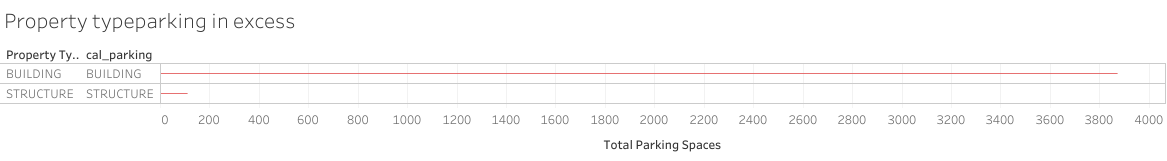 Property typeparking in excess
Property Ty.. cal_parking
BUILDING BUILDING
STRUCTURE STRUCTURE
0 200 400 600 800 1000 1200 1400 1600 1800 2000 2200 2400 2600 2800 3000 3200 3400 3600 3800 4000
Total Parking Spaces